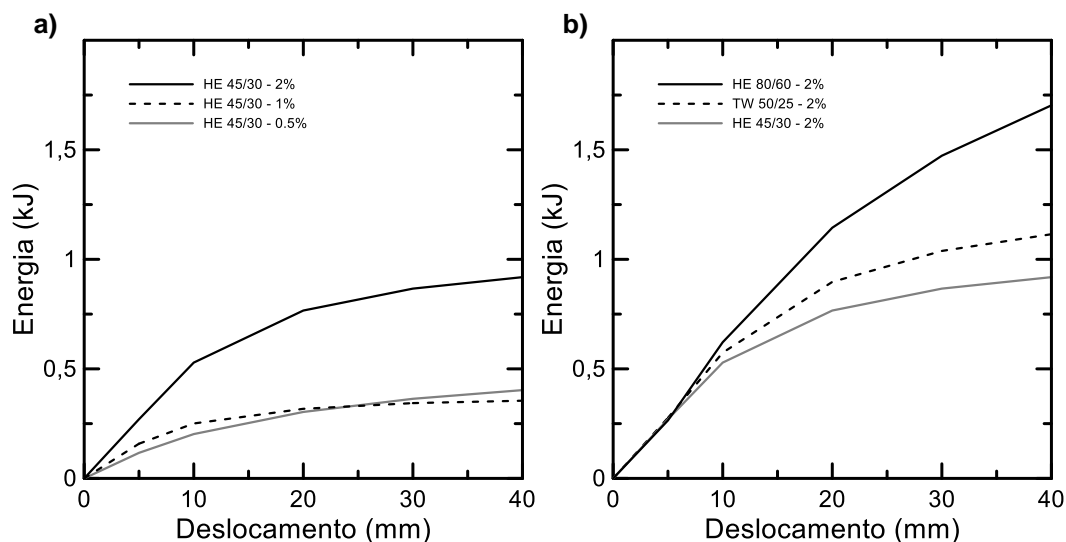 a)
HE 45/30 - 2%
HE 45/30 - 1%
HE 45/30 - 0.5%
1,5
1
0,5
0
Energia (kJ)
0 10 20 30 40
Deslocamento (mm)
b)
HE 80/60 - 2%
TW 50/25 - 2%
HE 45/30 - 2%
1,5
1
0,5
0
Energia (kJ)
0 10 20 30 40
Deslocamento (mm)